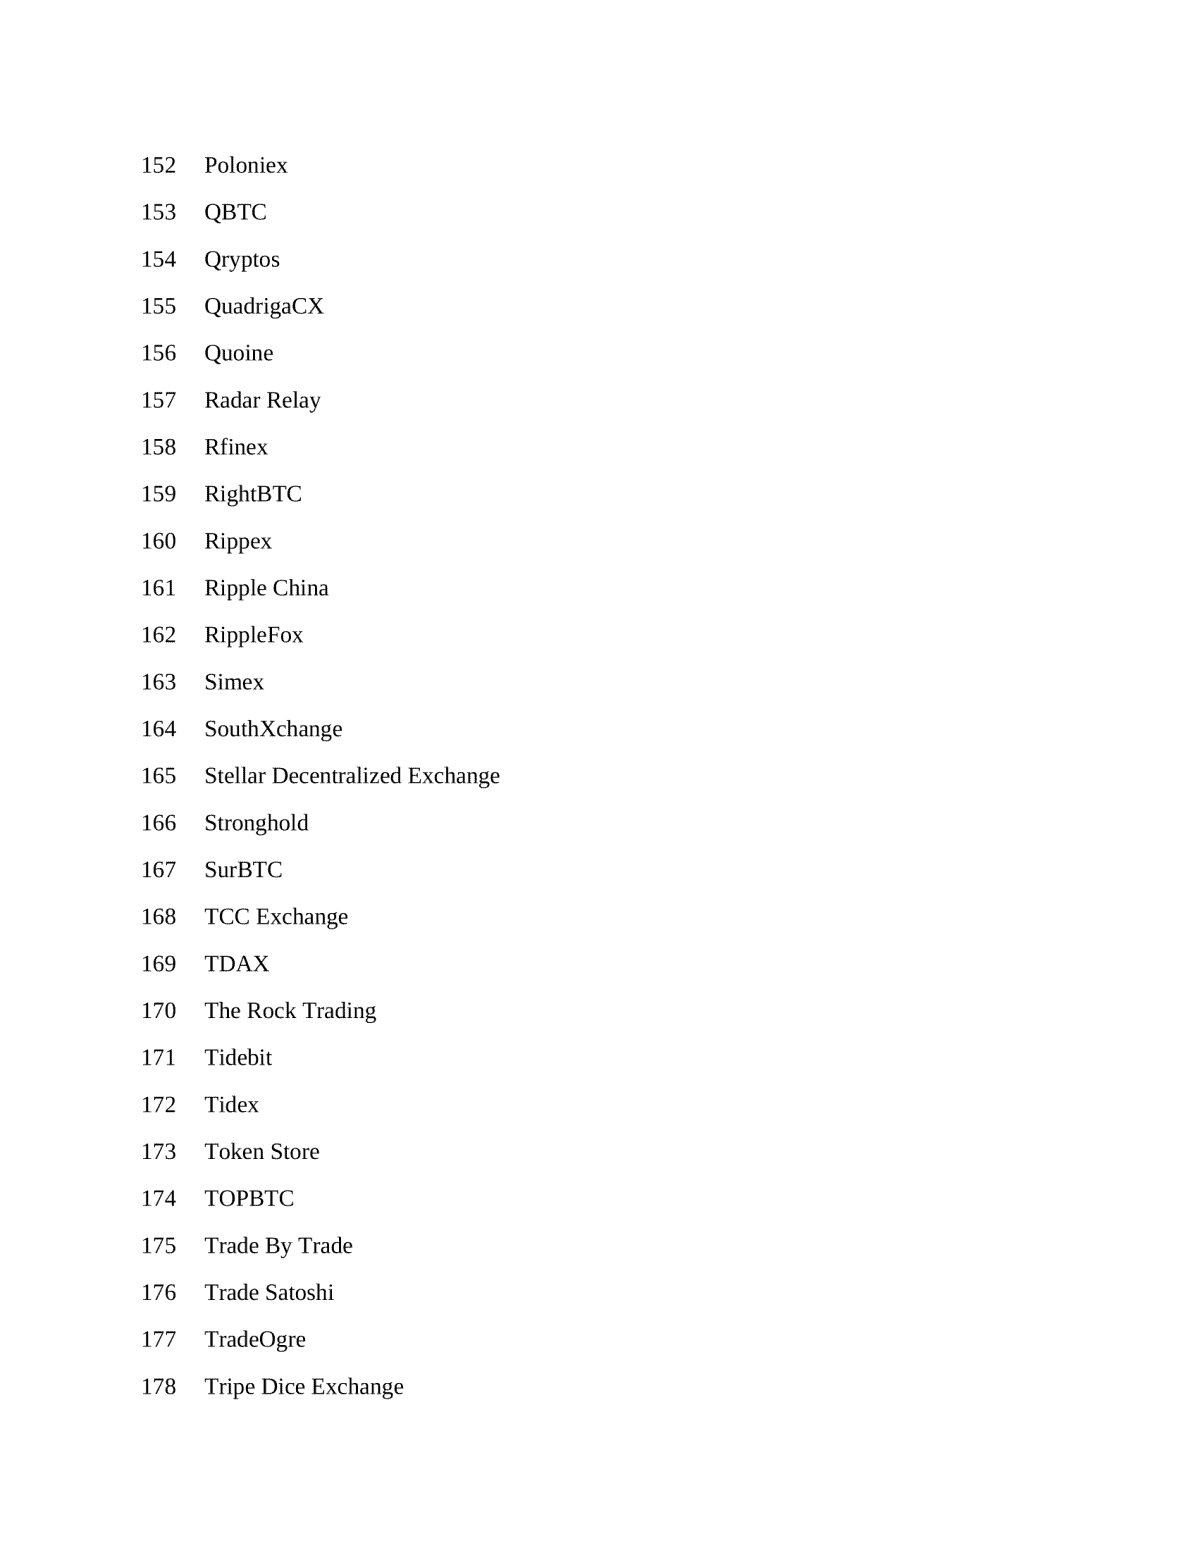 152 Poloniex
153 QBTC
154 Qryptos
155 QuadrigaCX
156 Quoine
157 Radar Relay
158 Rfinex
159 RightBTC
160 Rippex
161 Ripple China
162 RippleFox
163 Simex
164 SouthXchange
165 Stellar Decentralized Exchange
166 Stronghold
167 SurBTC
168 TCC Exchange
169 TDAX
170 The Rock Trading
171 Tidebit
172 Tidex
173 Token Store
174 TOPBTC
175 Trade By Trade
176 Trade Satoshi
177 TradeOgre
178 Tripe Dice Exchange